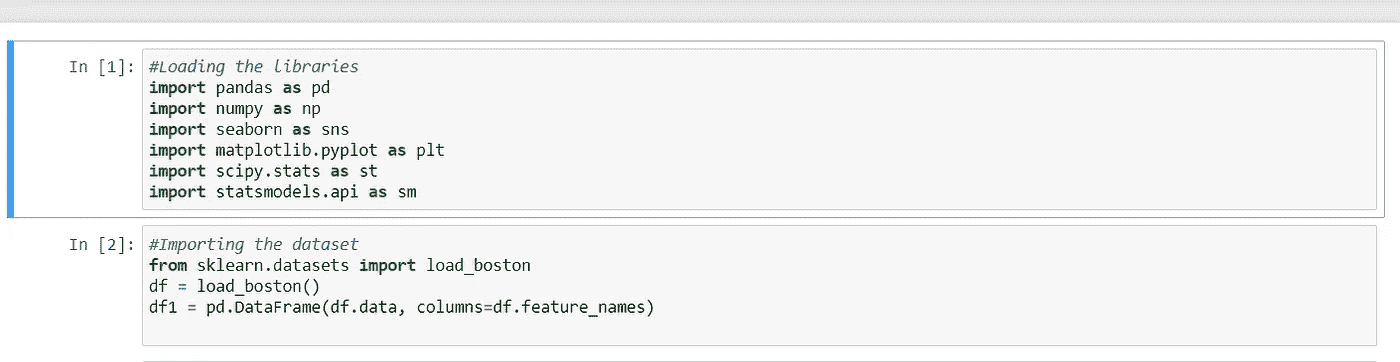 In [1]: #Loading the libraries
import pandas as pd
import numpy as np
import seaborn as sns
import matplotlib.pyplot as plt
import scipy.stats as st
import statsmodels.api as sm
In [2]: #Importing the dataset
from sklearn.datasets import load_boston
df = load_boston()
df1 = pd.DataFrame(df.data, columns=df.feature_names)